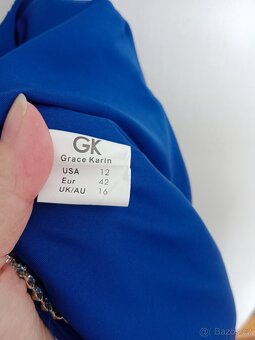 GK
Grace Karin
USA 12
Eur 42
UK/AU 16